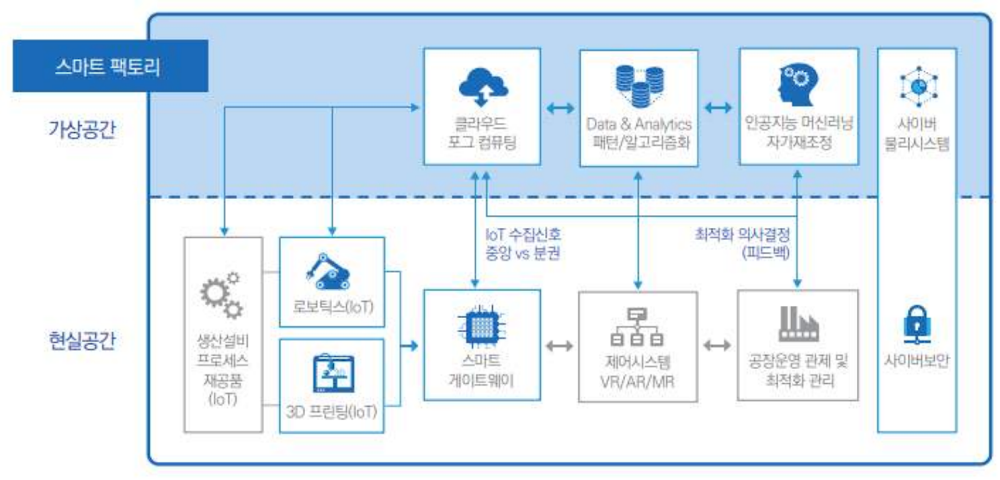 스마트 팩토리
가상공간
클라우드
포그 컴퓨팅
Data & Analytics
패턴/알고리즘화
인공지능 머신러닝
자가재조정
사이버
물리시스템
IoT 수집신호
중앙 vs 분권
최적화 의사결정
(피드백)
현실공간
생산설비
프로세스
재공품
(IoT)
로보틱스(IoT)
3D 프린팅(IoT)
스마트
게이트웨이
제어시스템
VR/AR/MR
공장운영 관제 및
최적화 관리
사이버보안